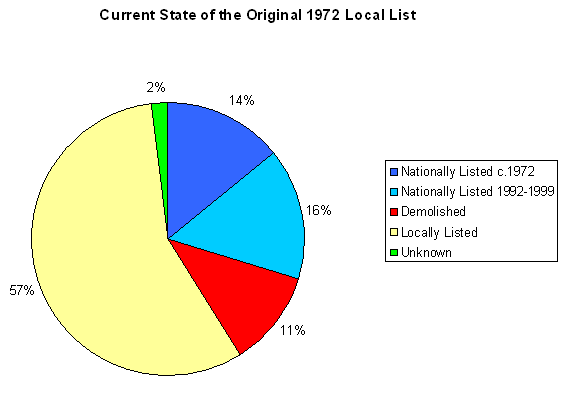 Current State of the Original 1972 Local List
2%
14%
16%
11%
57%
Nationally Listed c.1972
Nationally Listed 1992-1999
Demolished
Locally Listed
Unknown